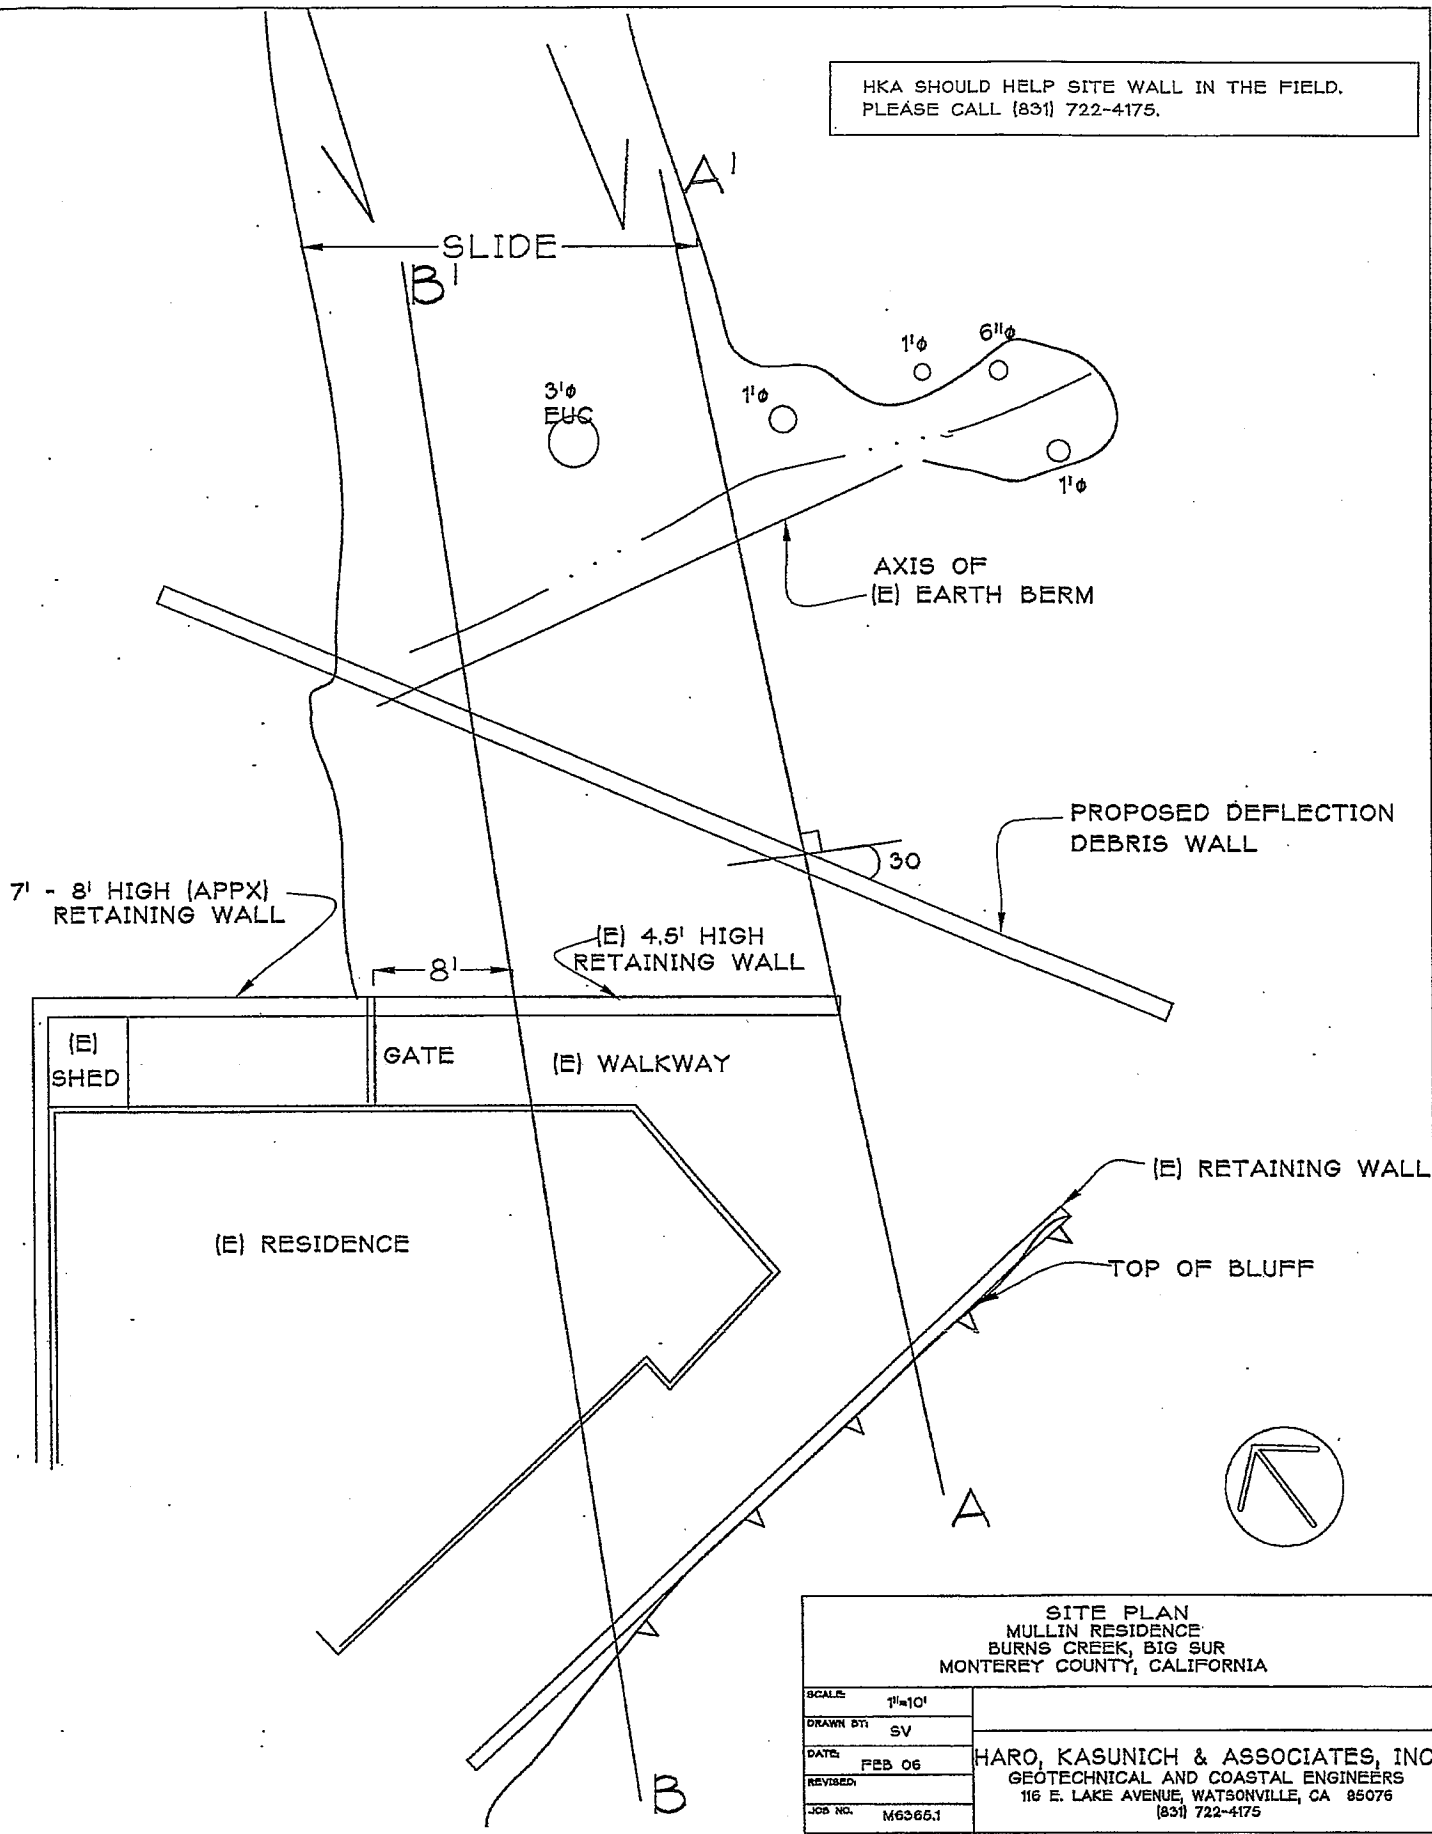 HKA SHOULD HELP SITE WALL IN THE FIELD.
PLEASE CALL (831) 722-4175.
A'
SLIDE
B'
1'ø
6"ø
3'ø
EUC
1'ø
1'ø
AXIS OF
(E) EARTH BERM
PROPOSED DEFLECTION
DEBRIS WALL
30
7' - 8' HIGH (APPX)
RETAINING WALL
8'
(E) 4.5' HIGH
RETAINING WALL
(E)
SHED
GATE
(E) WALKWAY
(E) RETAINING WALL
(E) RESIDENCE
TOP OF BLUFF
A
B
SITE PLAN
MULLIN RESIDENCE
BURNS CREEK, BIG SUR
MONTEREY COUNTY, CALIFORNIA
SCALE: 1"=10'
DRAWN BY: SV
DATE: FEB 06
REVISED:
JOB NO. M6365.1
HARO, KASUNICH & ASSOCIATES, INC
GEOTECHNICAL AND COASTAL ENGINEERS
116 E. LAKE AVENUE, WATSONVILLE, CA 85076
(831) 722-4175